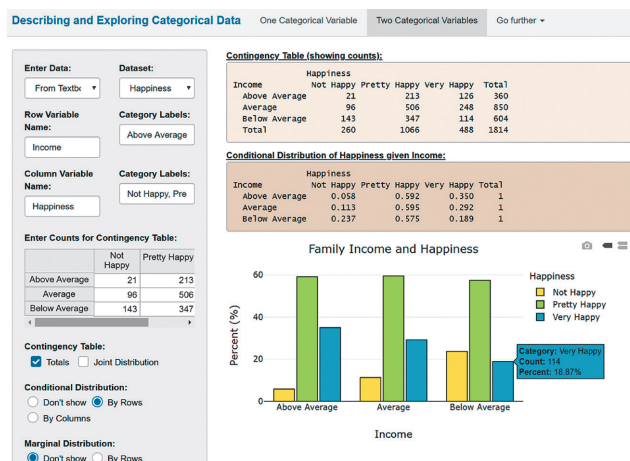 Describing and Exploring Categorical Data One Categorical Variable Two Categorical Variables Go further
Enter Data: Dataset:
From Textb Happiness
Row Variable Name: Category Labels:
Income Above Average
Column Variable Name: Category Labels:
Happiness Not Happy, Pre
Enter Counts for Contingency Table:
Not Happy Pretty Happy
Above Average 21 213
Average 96 506
Below Average 143 347
Contingency Table:
Totals Joint Distribution
Conditional Distribution:
Don't show By Rows
By Columns
Marginal Distribution:
Don't show By Rows
Contingency Table (showing counts):
Happiness
Income Not Happy Pretty Happy Very Happy Total
Above Average 21 213 126 360
Average 96 506 248 850
Below Average 143 347 114 604
Total 260 1066 488 1814
Conditional Distribution of Happiness given Income:
Happiness
Income Not Happy Pretty Happy Very Happy Total
Above Average 0.058 0.592 0.350 1
Average 0.113 0.595 0.292 1
Below Average 0.237 0.575 0.189 1
Family Income and Happiness
Percent (%)
60
40
20
0
Above Average Average Below Average
Income
Happiness
Not Happy
Pretty Happy
Very Happy
Category: Very Happy
Count: 114
Percent: 18.87%